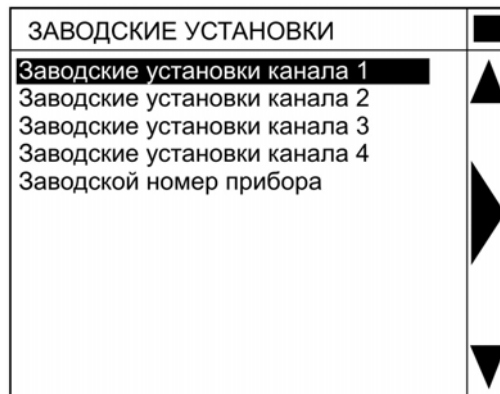 ЗАВОДСКИЕ УСТАНОВКИ
Заводские установки канала 1
Заводские установки канала 2
Заводские установки канала 3
Заводские установки канала 4
Заводской номер прибора